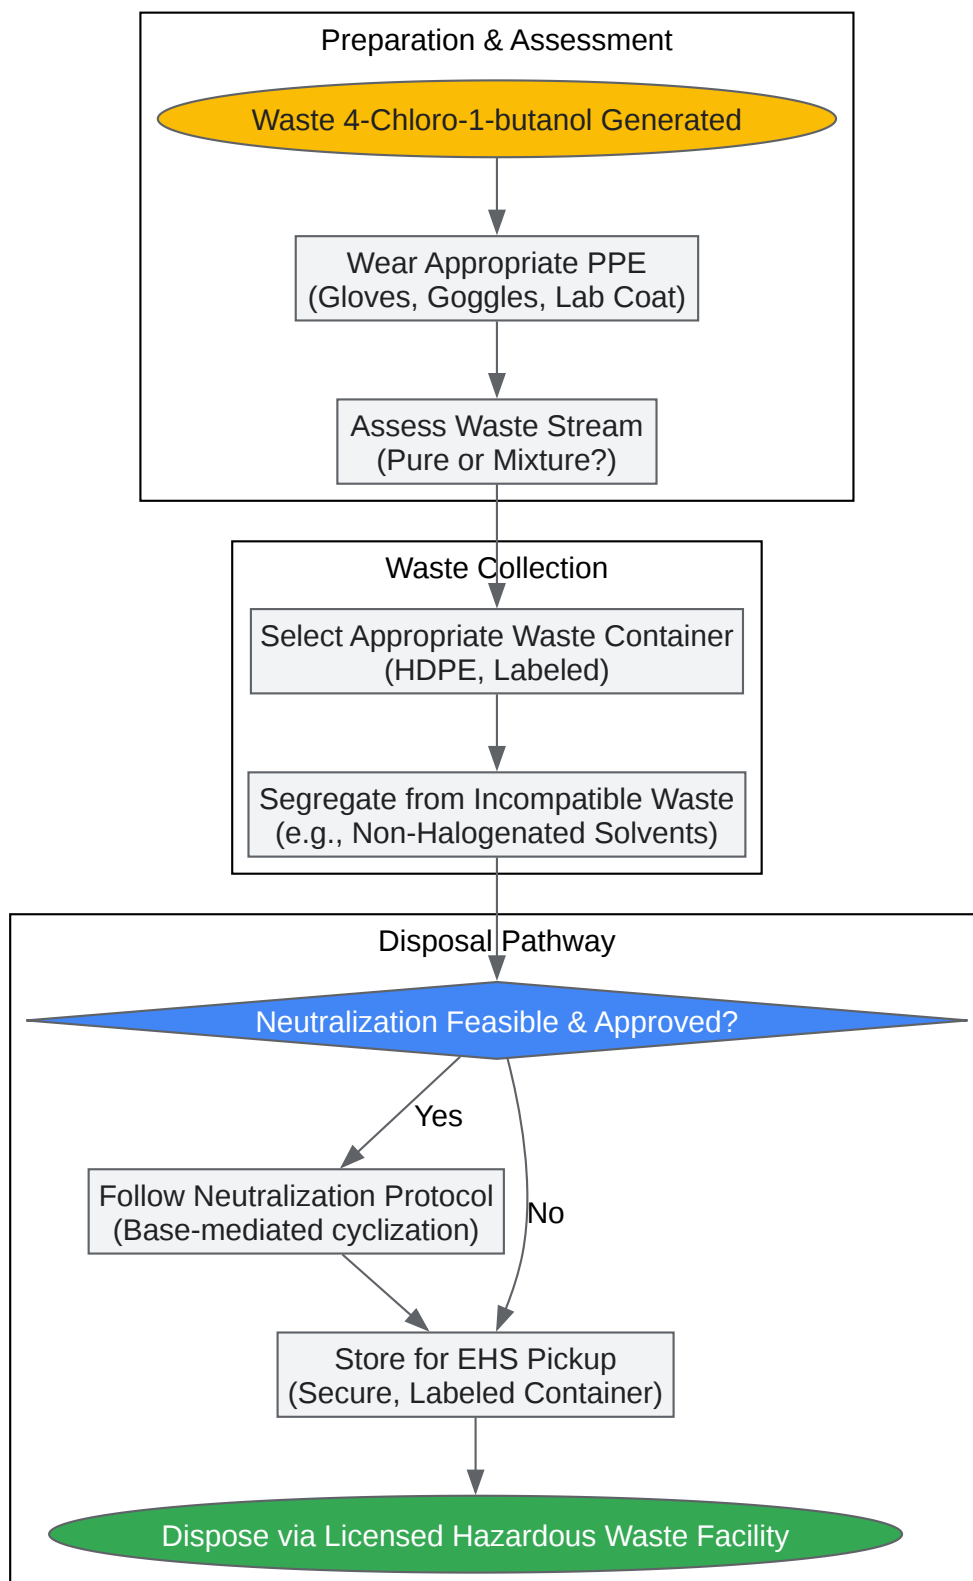 Preparation & Assessment
Waste 4-Chloro-1-butanol Generated
Wear Appropriate PPE
(Gloves, Goggles, Lab Coat)
Assess Waste Stream
(Pure or Mixture?)
Waste Collection
Select Appropriate Waste Container
(HDPE, Labeled)
Segregate from Incompatible Waste
(e.g., Non-Halogenated Solvents)
Disposal Pathway
Neutralization Feasible & Approved?
Yes
Follow Neutralization Protocol
(Base-mediated cyclization)
No
Store for EHS Pickup
(Secure, Labeled Container)
Dispose via Licensed Hazardous Waste Facility